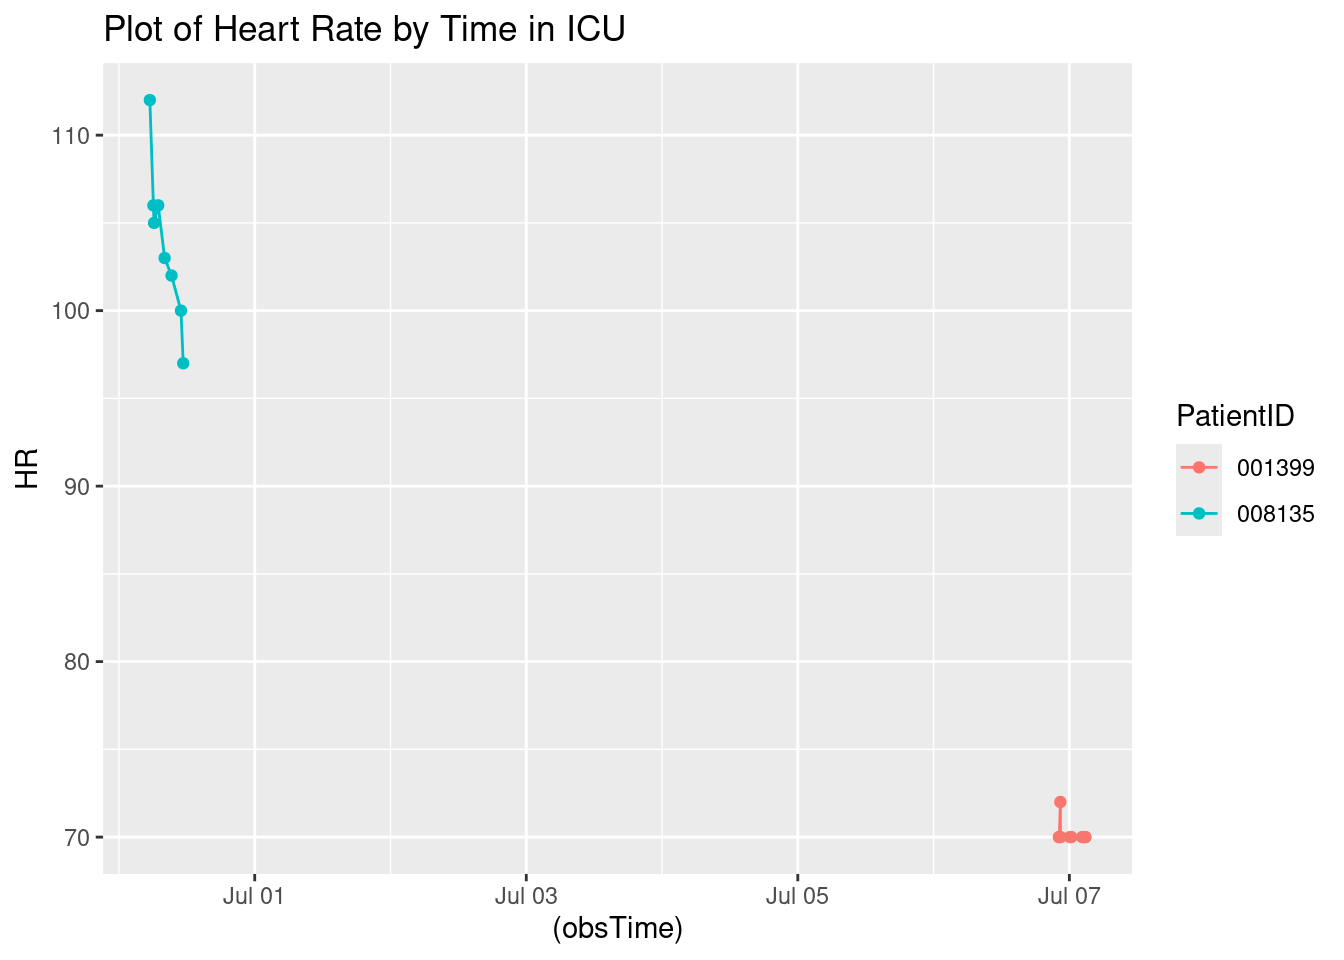 Plot of Heart Rate by Time in ICU
110
100
90
80
70
HR
Jul 01
Jul 03
Jul 05
Jul 07
(obsTime)
PatientID
001399
008135